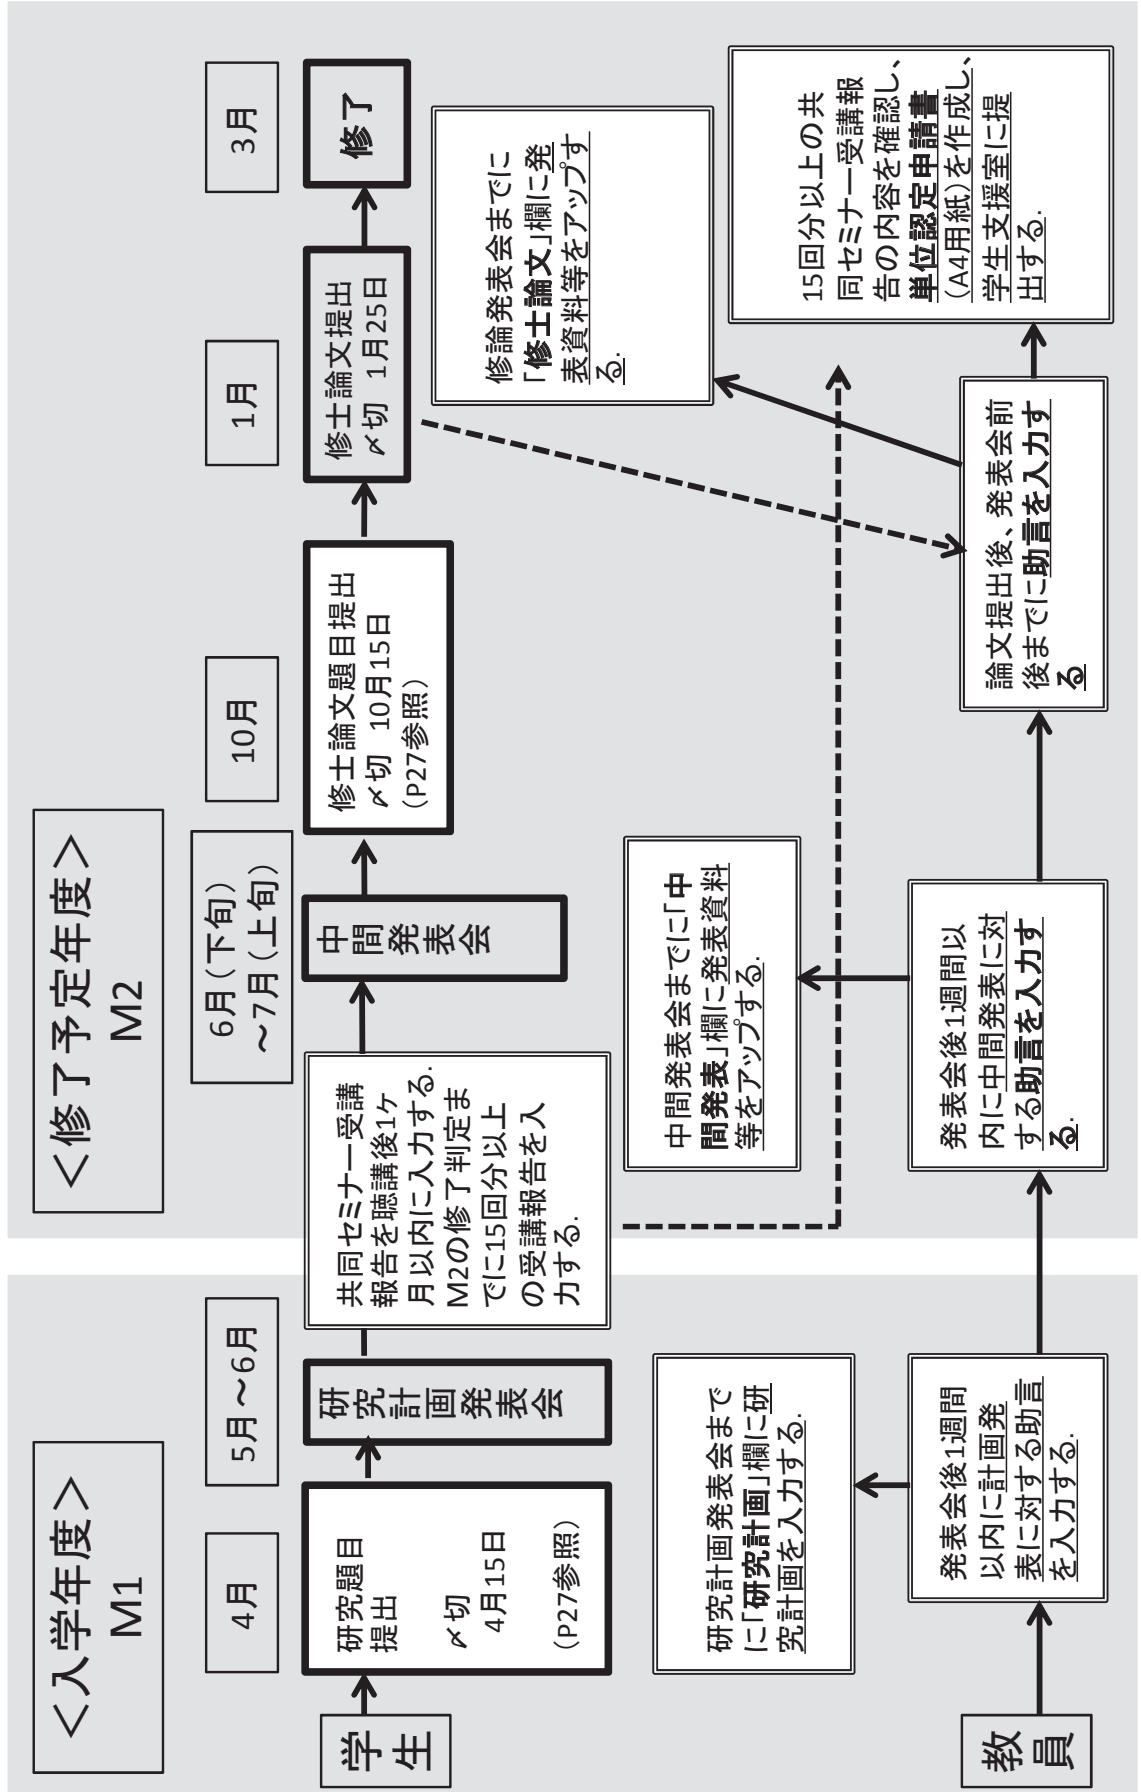 ＜入学年度＞
M1
＜修了予定年度＞
M2
4月
5月～6月
6月(下旬)
～7月(上旬)
10月
1月
3月
学
生
研究題目
提出
〆切
4月15日
（P27参照）
研究計画発表会
共同セミナー受講
報告を聴講後1ヶ
月以内に入力する.
M2の修了判定ま
でに15回分以上
の受講報告を入
力する.
中間発表会
修士論文題目提出
〆切　10月15日
（P27参照）
修士論文提出
〆切　1月25日
修了
研究計画発表会まで
に「研究計画」欄に研
究計画を入力する.
中間発表会までに「中
間発表」欄に発表資料
等をアップする.
修論発表会までに
「修士論文」欄に発
表資料等をアップす
る.
教
員
発表会後1週間
以内に計画発
表に対する助言
を入力する.
発表会後1週間以
内に中間発表に対
する助言を入力す
る.
論文提出後、発表会前
後までに助言を入力す
る
15回分以上の共
同セミナー受講報
告の内容を確認し、
単位認定申請書
（A4用紙）を作成し、
学生支援室に提
出する.